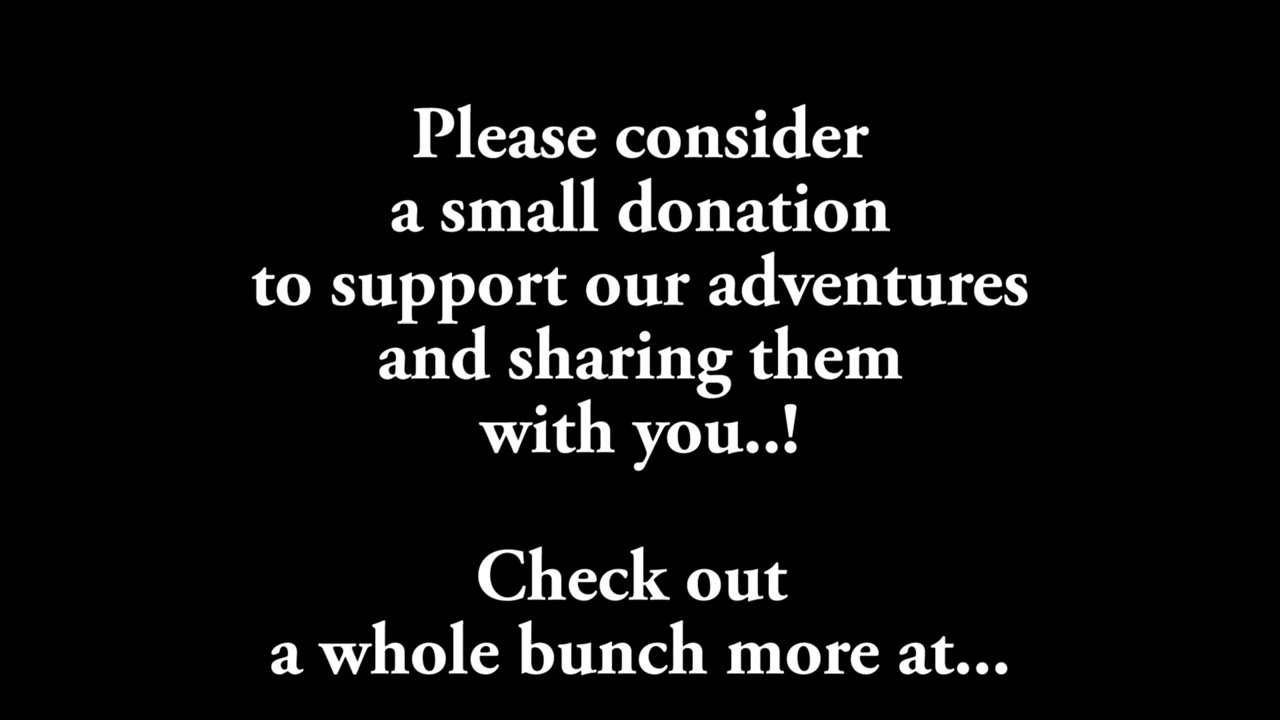 Please consider
a small donation
to support our adventures
and sharing them
with you..!
Check out
a whole bunch more at...